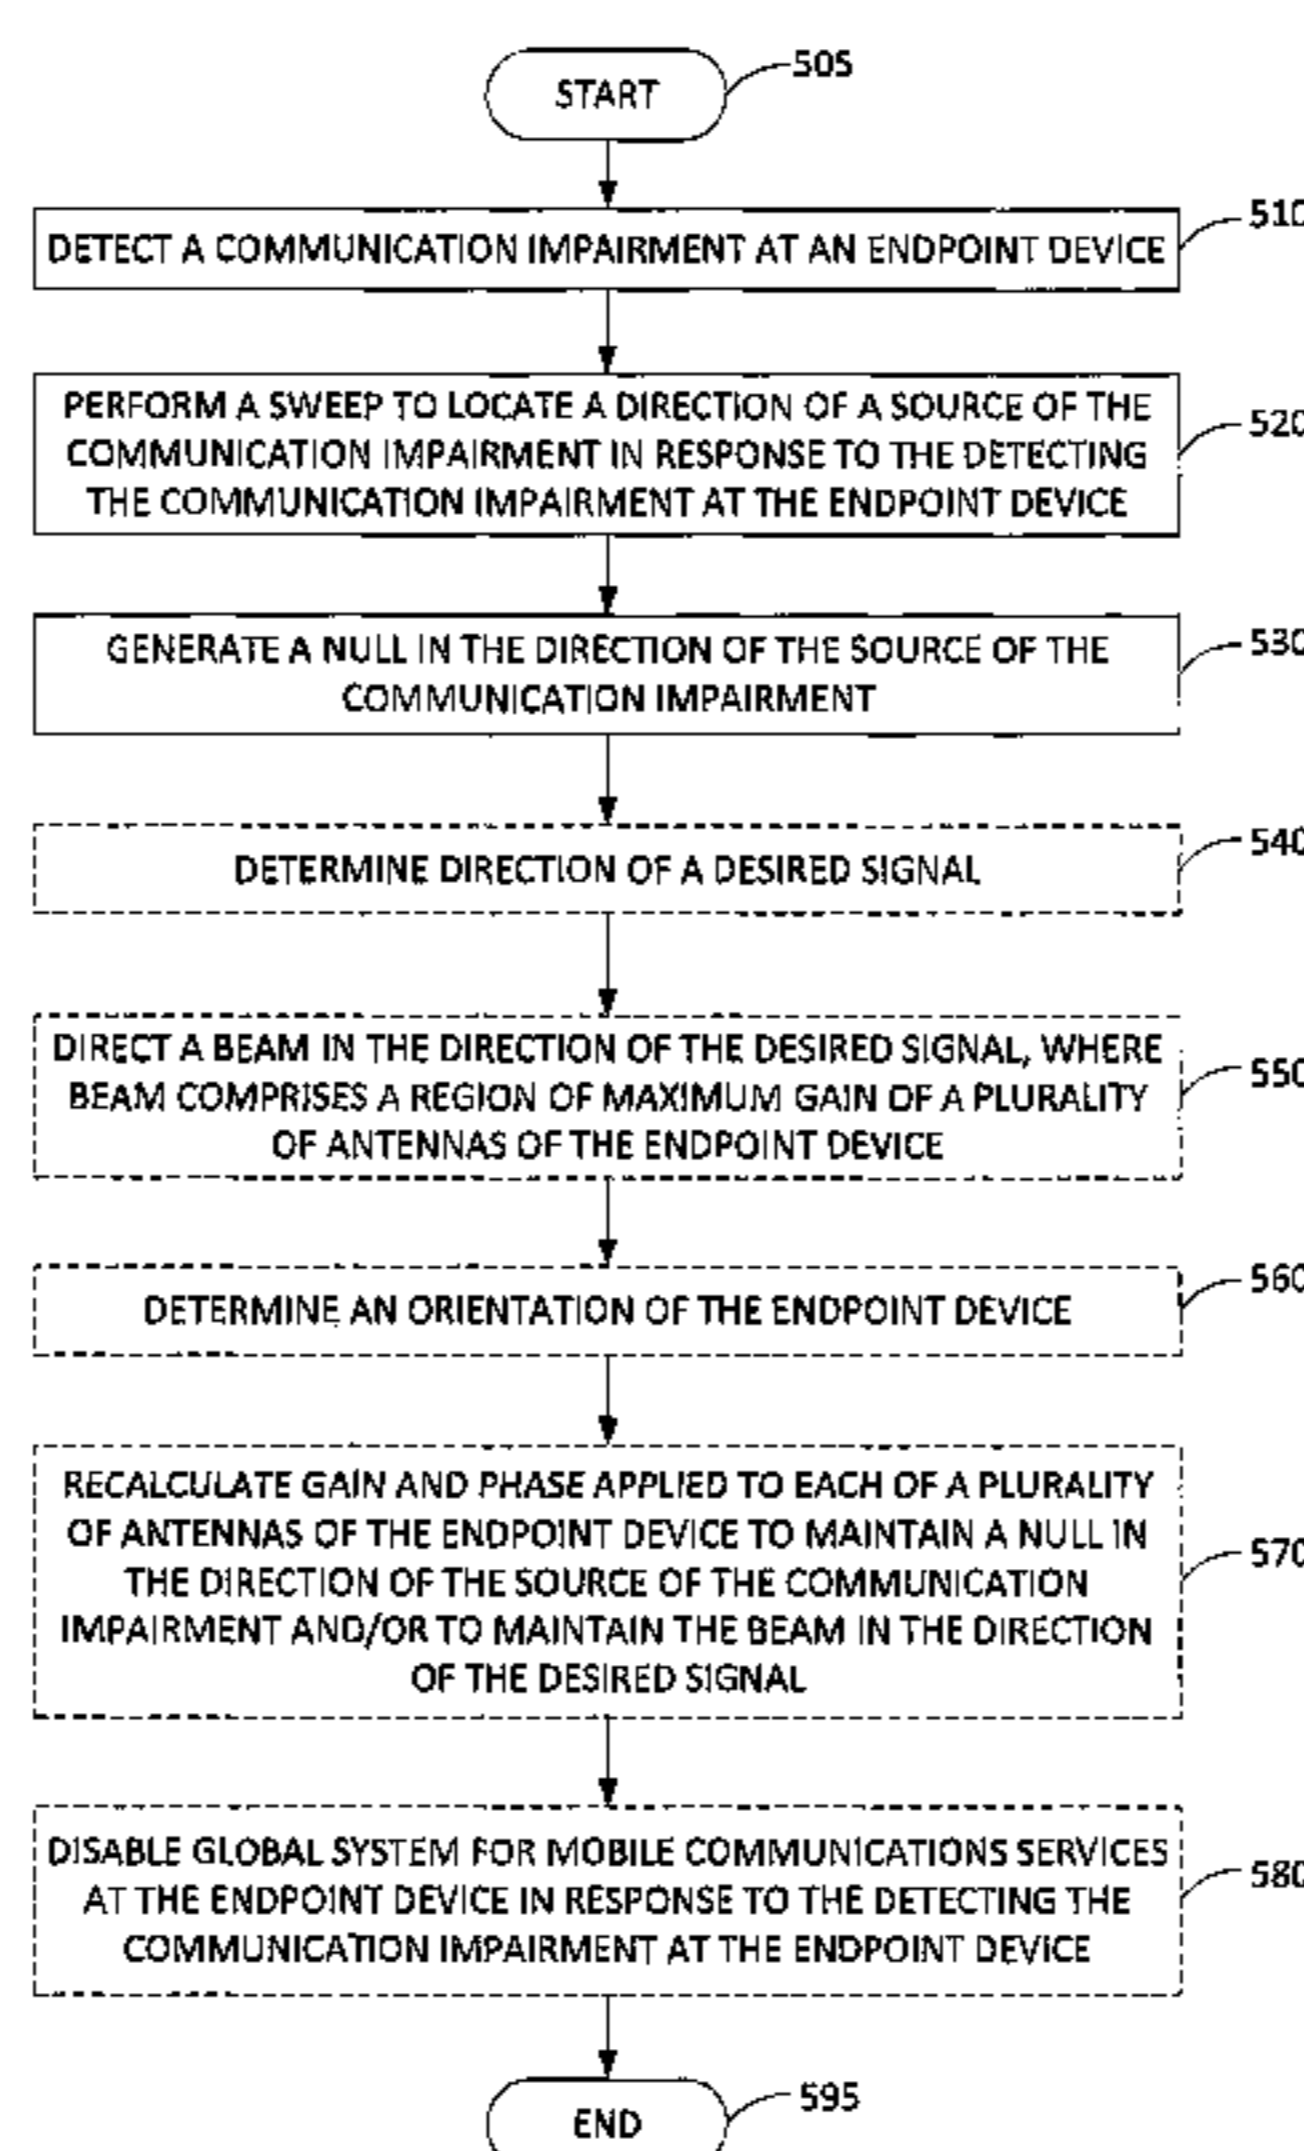 START
505
DETECT A COMMUNICATION IMPAIRMENT AT AN ENDPOINT DEVICE
510
PERFORM A SWEEP TO LOCATE A DIRECTION OF A SOURCE OF THE
COMMUNICATION IMPAIRMENT IN RESPONSE TO THE DETECTING
THE COMMUNICATION IMPAIRMENT AT THE ENDPOINT DEVICE
520
GENERATE A NULL IN THE DIRECTION OF THE SOURCE OF THE
COMMUNICATION IMPAIRMENT
530
DETERMINE DIRECTION OF A DESIRED SIGNAL
540
DIRECT A BEAM IN THE DIRECTION OF THE DESIRED SIGNAL, WHERE
BEAM COMPRISES A REGION OF MAXIMUM GAIN OF A PLURALITY
OF ANTENNAS OF THE ENDPOINT DEVICE
550
DETERMINE AN ORIENTATION OF THE ENDPOINT DEVICE
560
RECALCULATE GAIN AND PHASE APPLIED TO EACH OF A PLURALITY
OF ANTENNAS OF THE ENDPOINT DEVICE TO MAINTAIN A NULL IN
THE DIRECTION OF THE SOURCE OF THE COMMUNICATION
IMPAIRMENT AND/OR TO MAINTAIN THE BEAM IN THE DIRECTION
OF THE DESIRED SIGNAL
570
DISABLE GLOBAL SYSTEM FOR MOBILE COMMUNICATIONS SERVICES
AT THE ENDPOINT DEVICE IN RESPONSE TO THE DETECTING THE
COMMUNICATION IMPAIRMENT AT THE ENDPOINT DEVICE
580
END
595